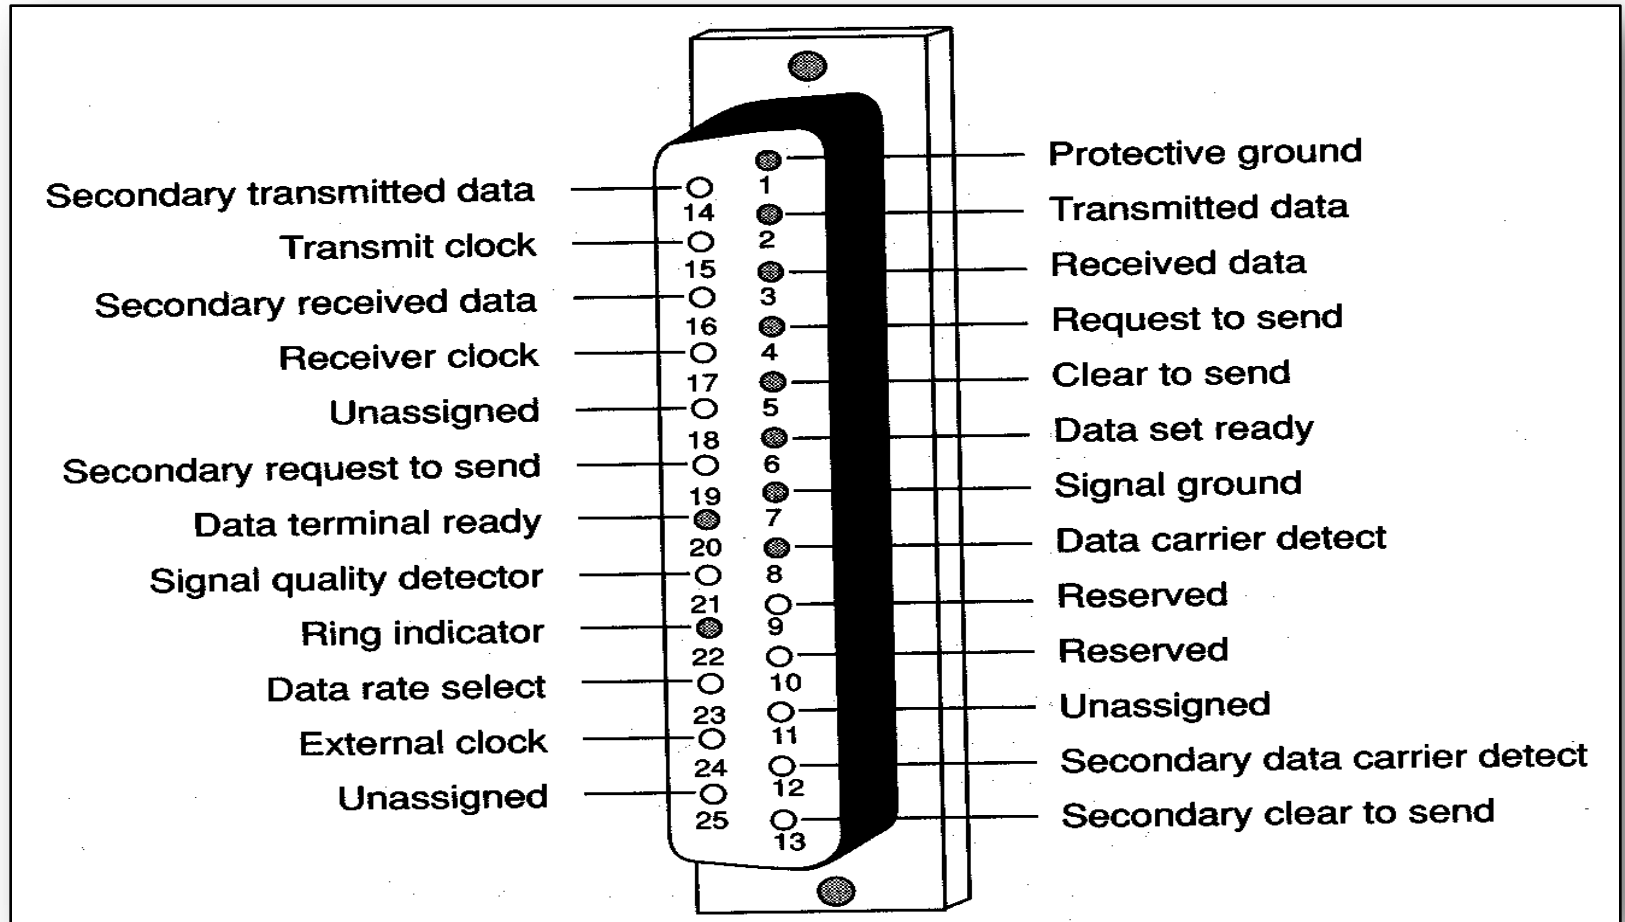 Protective ground
Secondary transmitted data
1
14
Transmitted data
Transmit clock
2
15
Received data
Secondary received data
3
16
Request to send
Receiver clock
4
17
Clear to send
Unassigned
5
18
Data set ready
Secondary request to send
6
19
Signal ground
Data terminal ready
7
20
Data carrier detect
Signal quality detector
8
21
Reserved
Ring indicator
9
22
Reserved
Data rate select
10
23
Unassigned
External clock
11
24
Secondary data carrier detect
Unassigned
12
25
Secondary clear to send
13